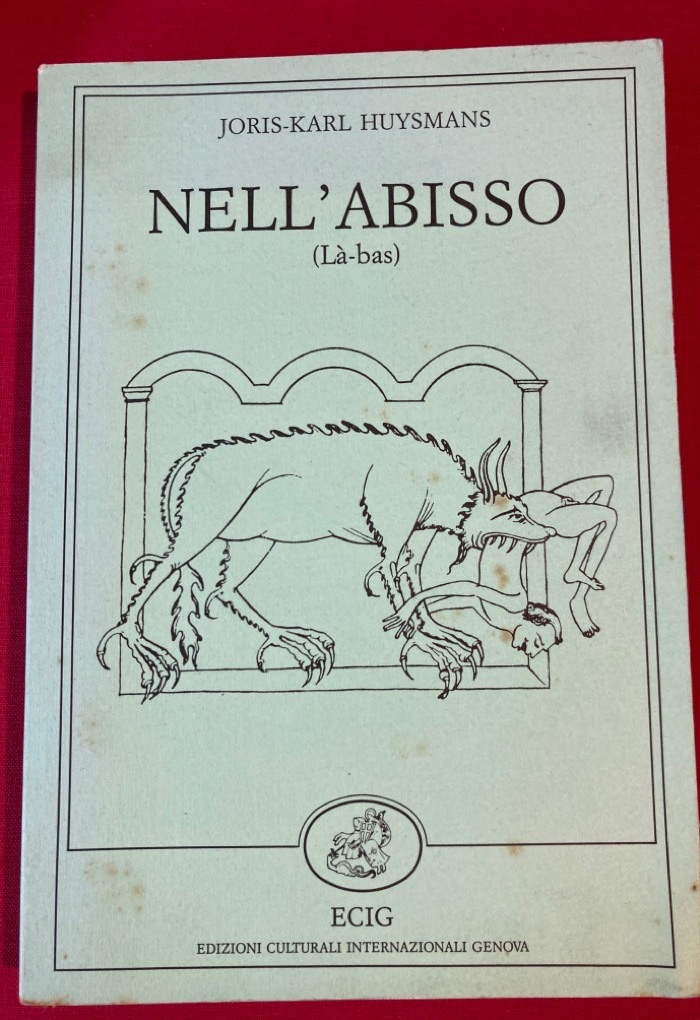 JORIS-KARL HUYSMANS
NELL'ABISSO
(Là-bas)
ECIG
EDIZIONI CULTURALI INTERNAZIONALI GENOVA